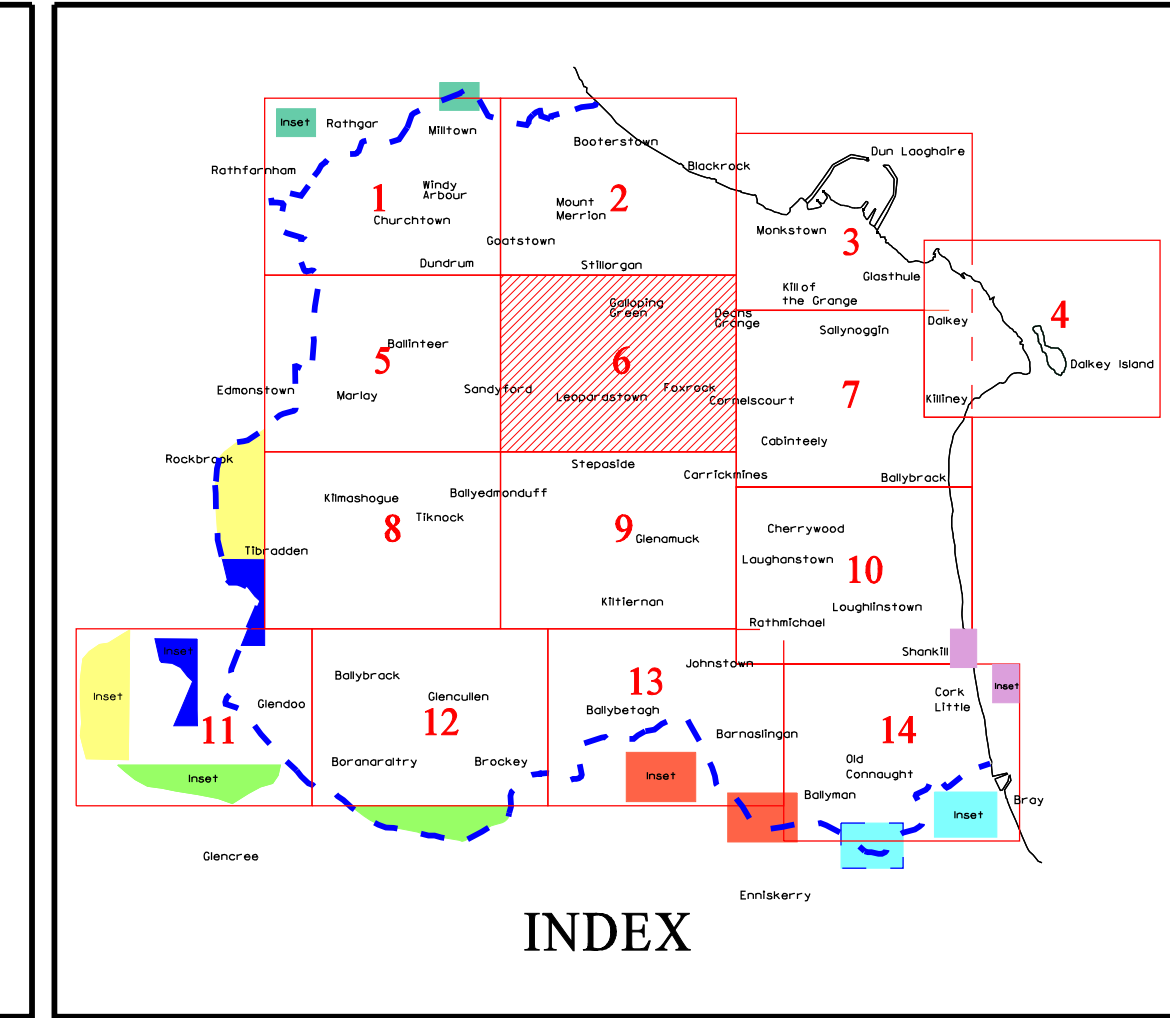 Inset
Rathgar
Milltown
Booterstown
Dun Laoghaire
Blackrock
Rathfarnham
Windy
Arbour
1
2
Mount
Merrion
Churchtown
Monkstown
3
Goatstown
Dundrum
Stillorgan
Glasthule
Kill of
the Grange
Galloping
Green
Deans
Grange
Sallynoggin
Dalkey
4
Ballinteer
5
6
Dalkey Island
Edmonstown
Marlay
Sandyford
Leopardstown
Foxrock
Cornelscourt
7
Killiney
Cabinteely
Rockbrook
Stepaside
Carrickmines
Ballybrack
Kilmashogue
Ballyedmonduff
Tiknock
8
9
Glenamuck
Cherrywood
Tibradden
Laughanstown
10
Kiltiernan
Loughlinstown
Rathmichael
Inset
Shankill
Johnstown
Ballybrack
13
Inset
Inset
Glencullen
Cork
Little
Glendoo
Ballybetagh
11
12
Barnaslingan
14
Boranaraltry
Brockey
Old
Connaught
Inset
Inset
Ballyman
Bray
Inset
Glencree
Enniskerry
INDEX